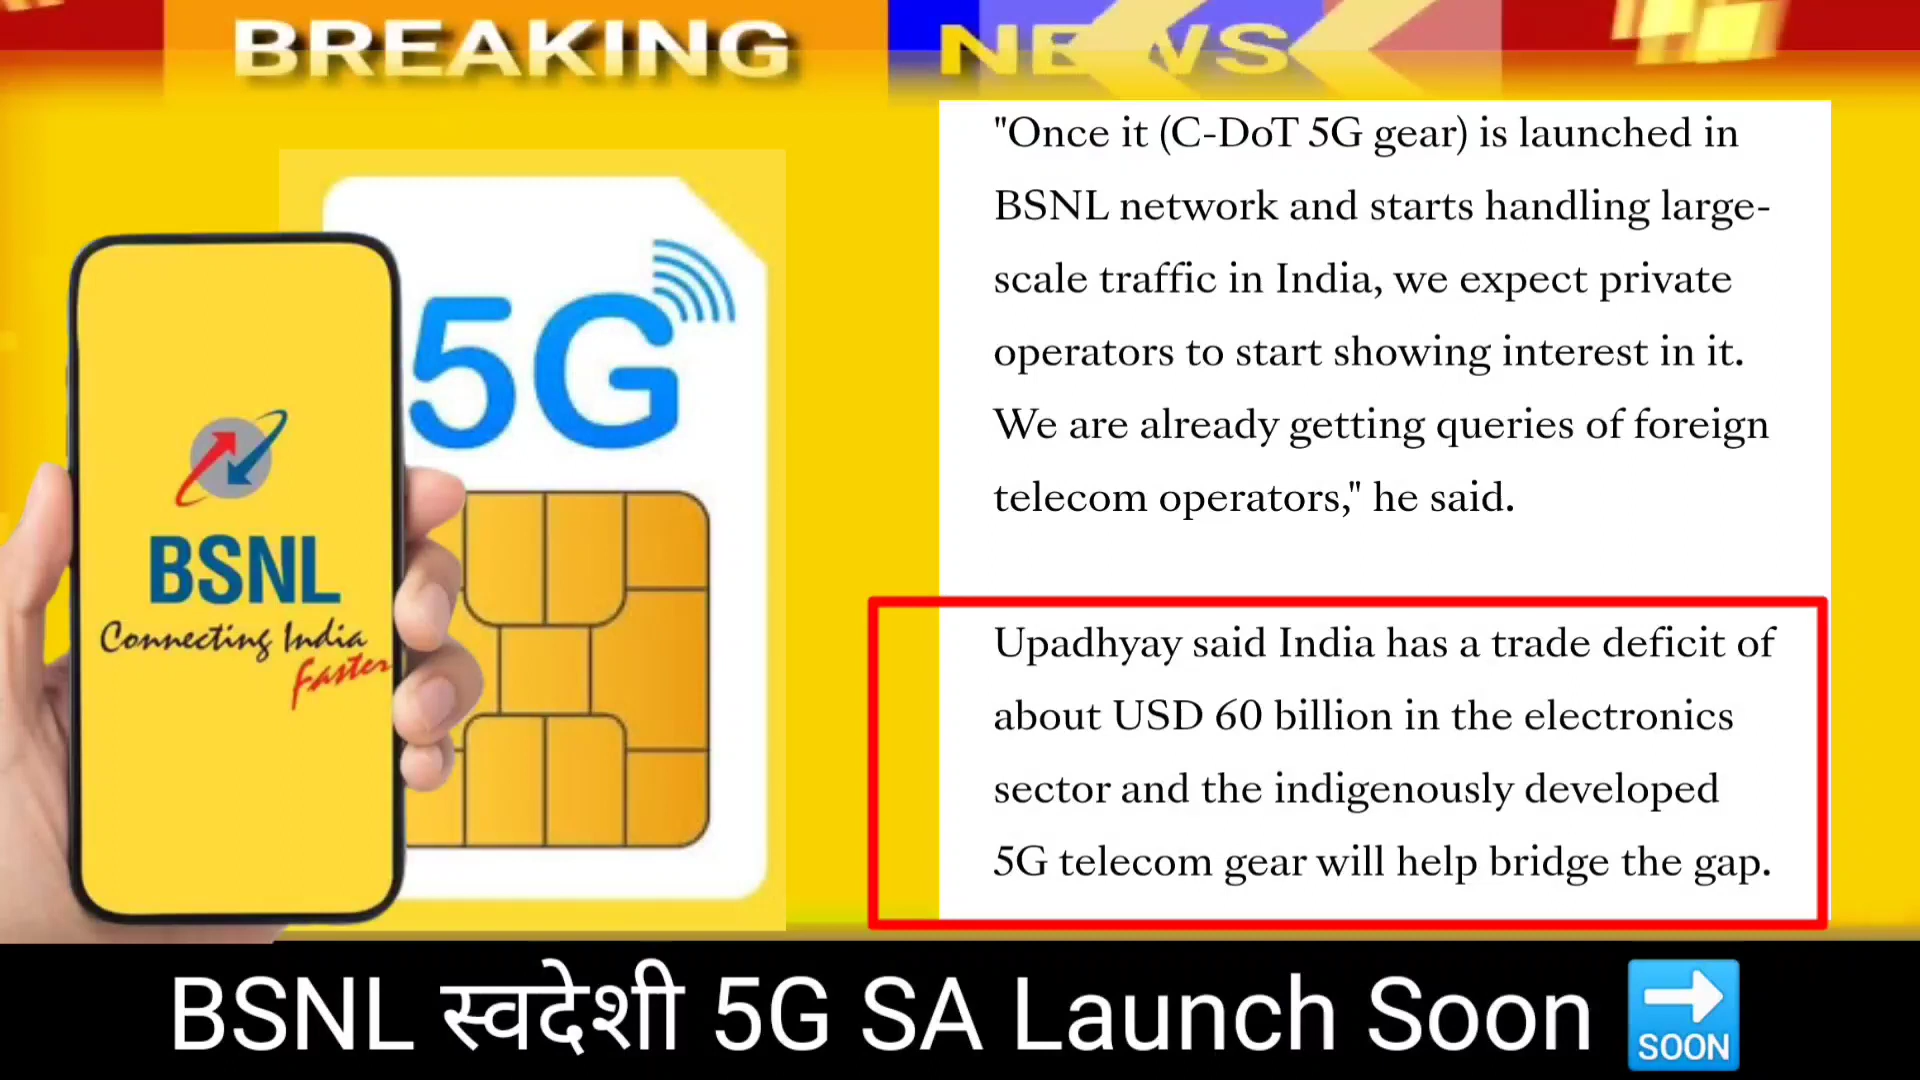 BREAKING NEWS
"Once it (C-DoT 5G gear) is launched in
BSNL network and starts handling large-
scale traffic in India, we expect private
operators to start showing interest in it.
We are already getting queries of foreign
telecom operators," he said.
Upadhyay said India has a trade deficit of
about USD 60 billion in the electronics
sector and the indigenously developed
5G telecom gear will help bridge the gap.
5G
BSNL
Connecting India
faster
BSNL स्वदेशी 5G SA Launch Soon
SOON